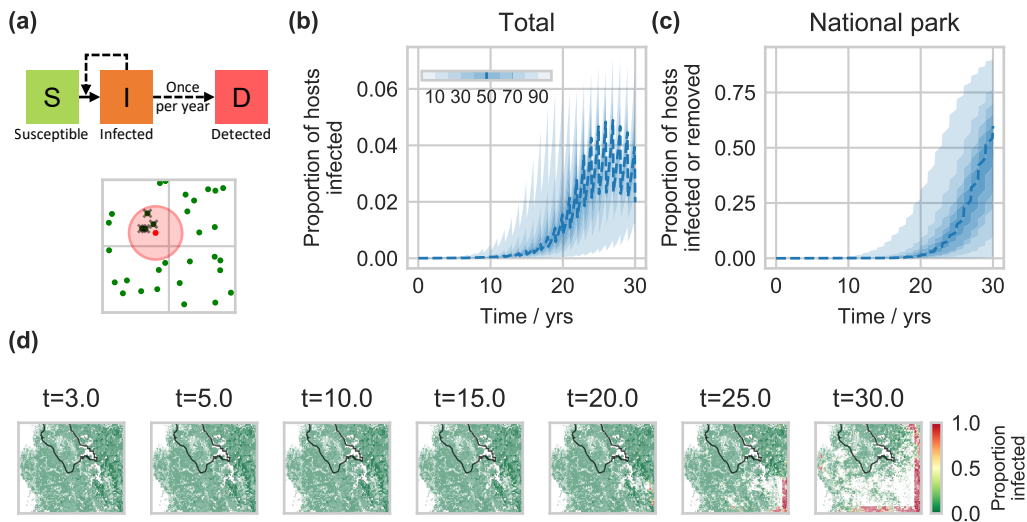 (a)
S
I
D
Once
per year
Susceptible
Infected
Detected
(b)
Total
Proportion of hosts
infected
0.06
0.04
0.02
0.00
10 30 50 70 90
0
10
20
30
Time / yrs
(c)
National park
Proportion of hosts
infected or removed
0.75
0.50
0.25
0.00
0
10
20
30
Time / yrs
(d)
t=3.0
t=5.0
t=10.0
t=15.0
t=20.0
t=25.0
t=30.0
1.0
0.5
0.0
Proportion
infected